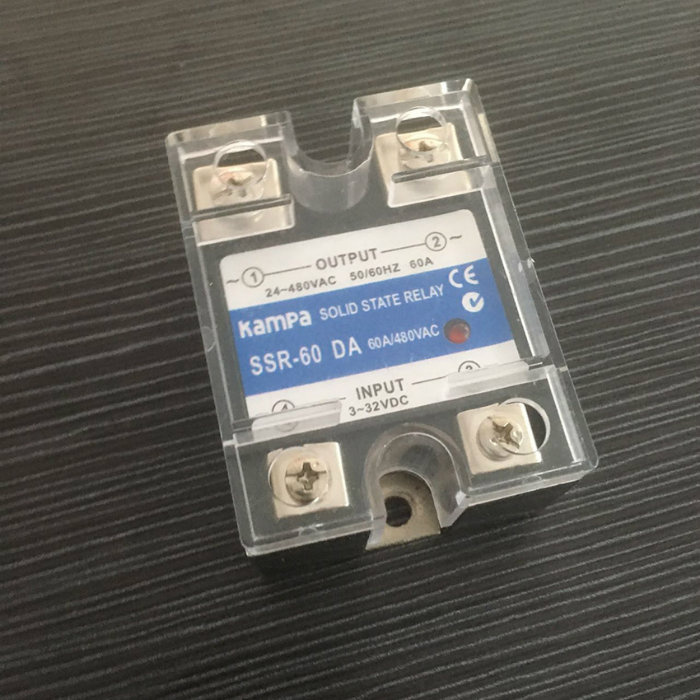 ~ 1 OUTPUT 2 ~
24~480VAC 50/60HZ 60A
CE
kampa SOLID STATE RELAY
SSR-60 DA 60A/480VAC
4 INPUT 3
3~32VDC